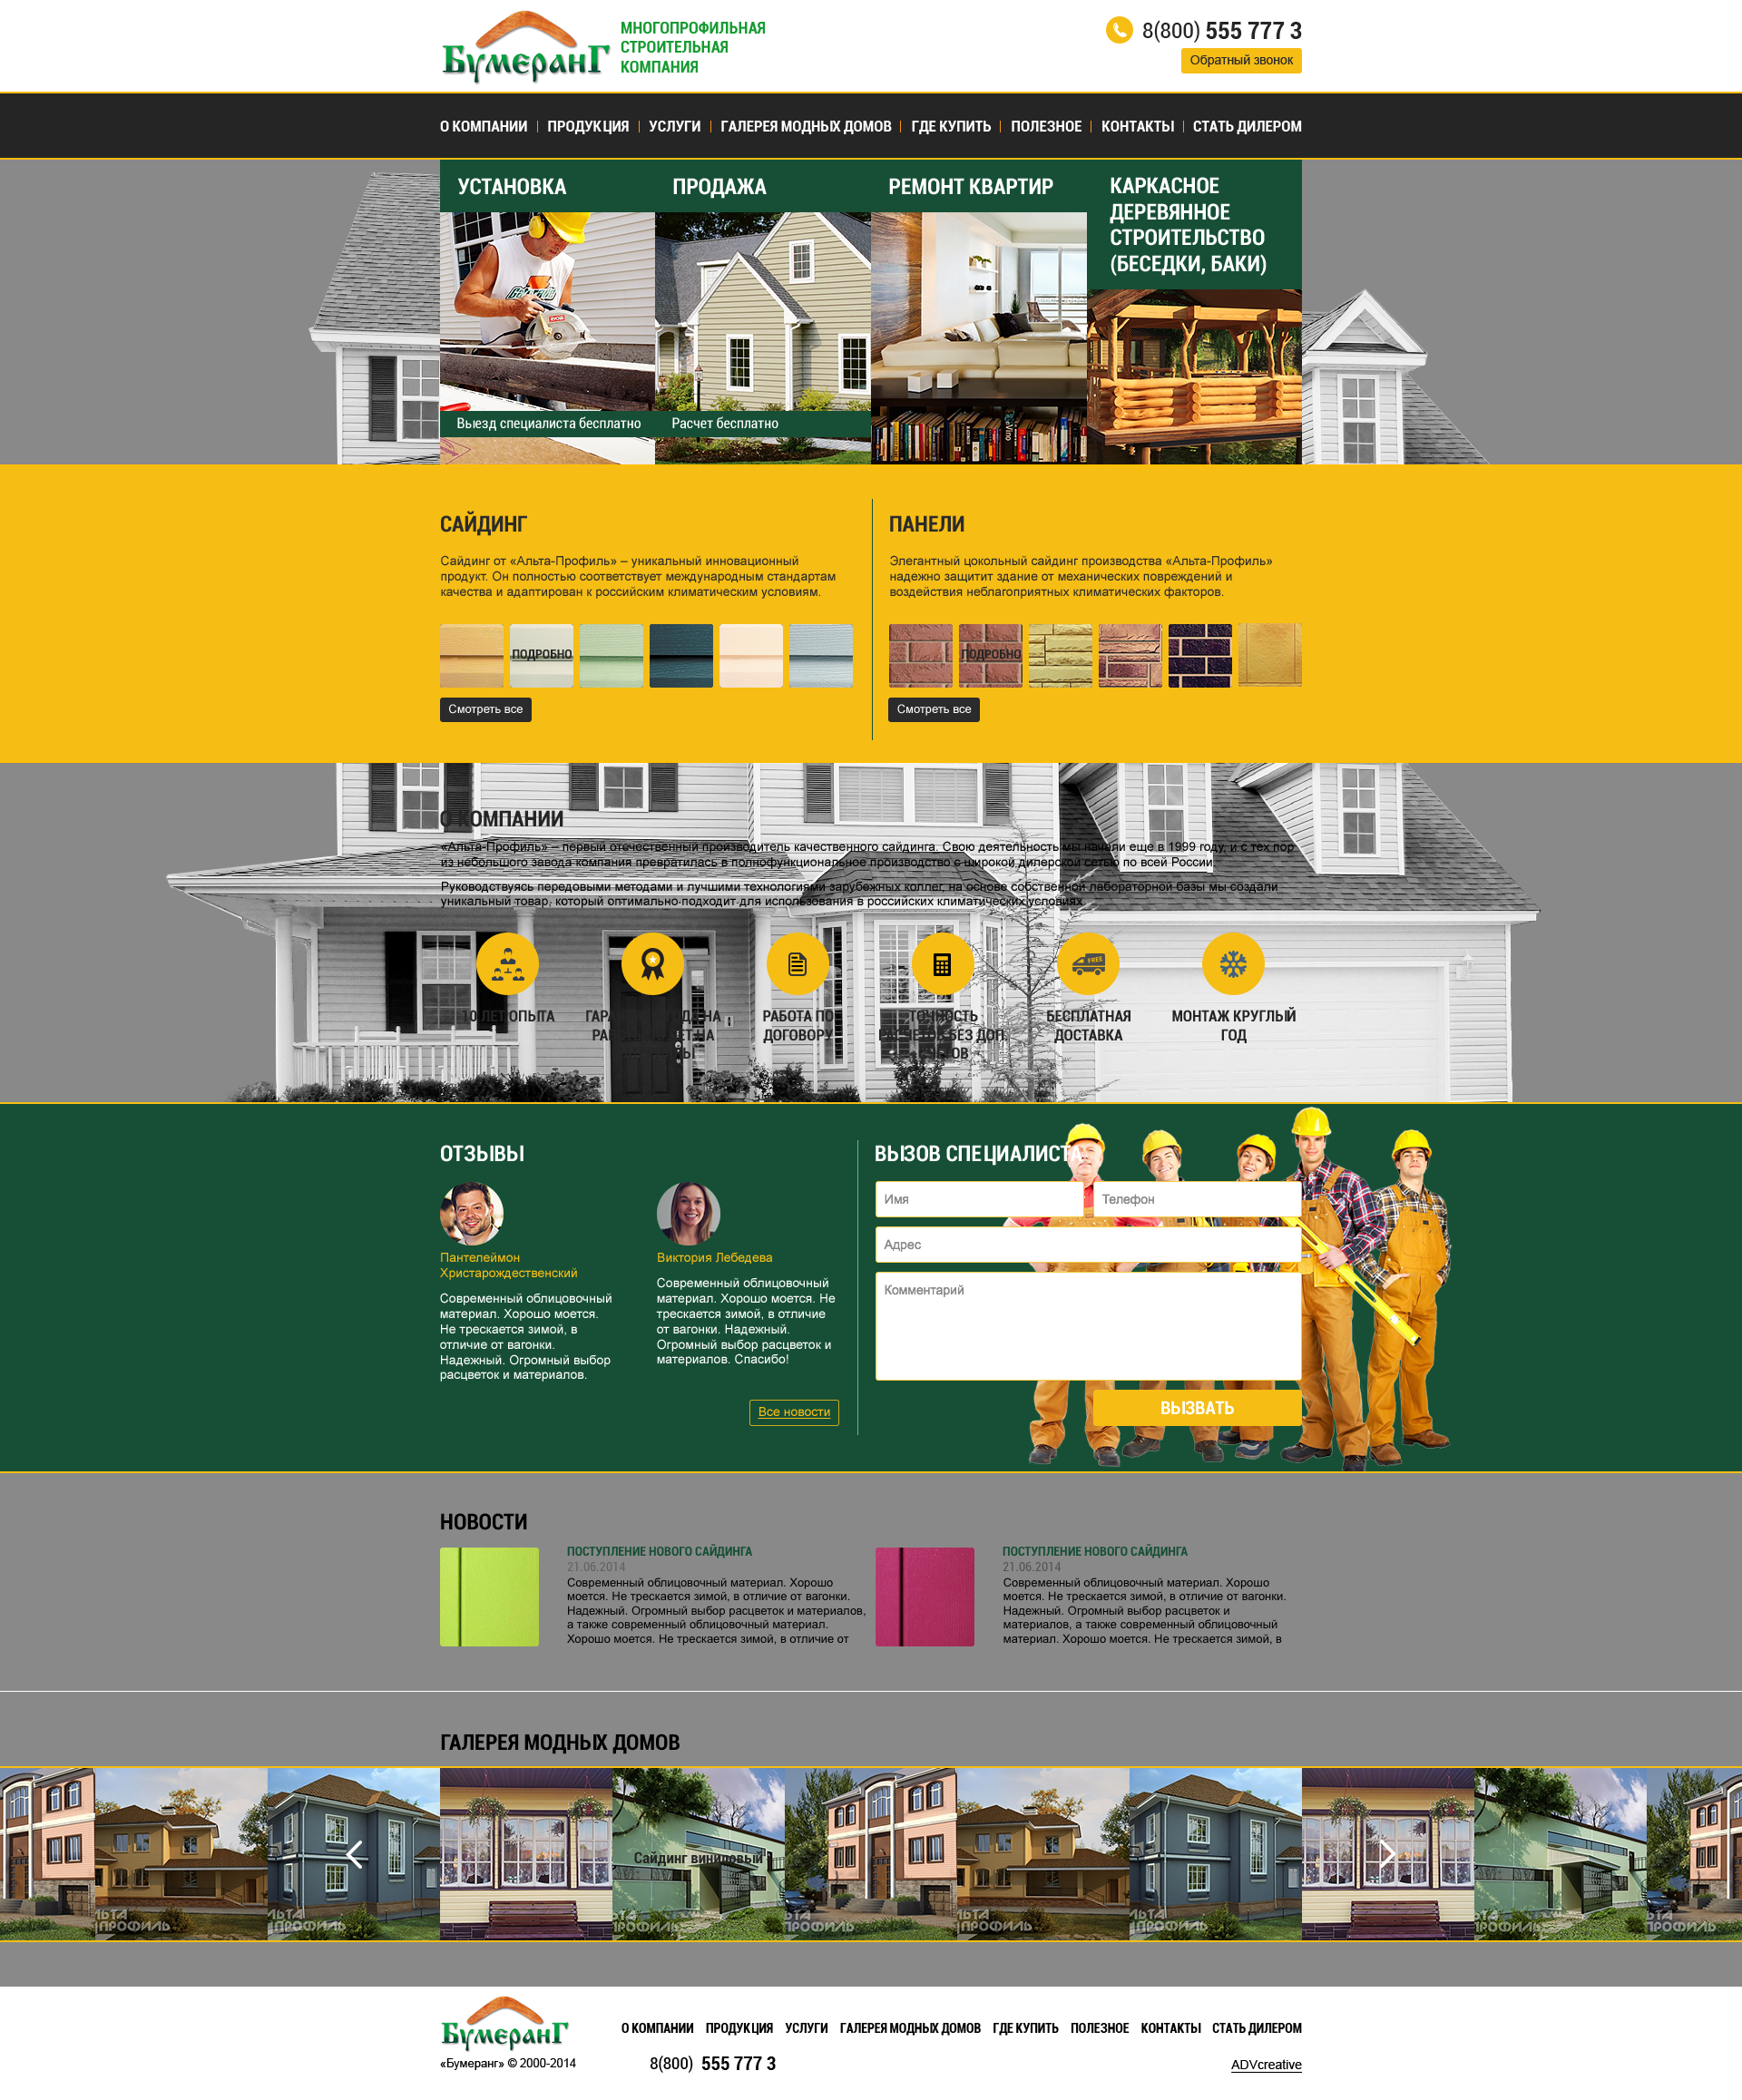 Бумеранг
МНОГОПРОФИЛЬНАЯ
СТРОИТЕЛЬНАЯ
КОМПАНИЯ
8(800) 555 777 3
Обратный звонок
О КОМПАНИИ
ПРОДУКЦИЯ
УСЛУГИ
ГАЛЕРЕЯ МОДНЫХ ДОМОВ
ГДЕ КУПИТЬ
ПОЛЕЗНОЕ
КОНТАКТЫ
СТАТЬ ДИЛЕРОМ
УСТАНОВКА
Выезд специалиста бесплатно
ПРОДАЖА
Расчет бесплатно
РЕМОНТ КВАРТИР
КАРКАСНОЕ
ДЕРЕВЯННОЕ
СТРОИТЕЛЬСТВО
(БЕСЕДКИ, БАКИ)
САЙДИНГ
Сайдинг от «Альта-Профиль» – уникальный инновационный
продукт. Он полностью соответствует международным стандартам
качества и адаптирован к российским климатическим условиям.
ПОДРОБНО
Смотреть все
ПАНЕЛИ
Элегантный цокольный сайдинг производства «Альта-Профиль»
надежно защитит здание от механических повреждений и
воздействия неблагоприятных климатических факторов.
ПОДРОБНО
Смотреть все
О КОМПАНИИ
«Альта-Профиль» – первый отечественный производитель качественного сайдинга. Свою деятельность мы начали еще в 1999 году, и с тех пор
из небольшого завода компания превратилась в полнофункциональное производство с широкой дилерской сетью по всей России.
Руководствуясь передовыми методами и лучшими технологиями зарубежных коллег, на основе собственной лабораторной базы мы создали
уникальный товар, который оптимально подходит для использования в российских климатических условиях.
10 ЛЕТ ОПЫТА
НА
НА
РАБОТА ПО
ДОГОВОРУ
ТОЧНОСТЬ
БЕЗ ДОП.
FREE
БЕСПЛАТНАЯ
ДОСТАВКА
МОНТАЖ КРУГЛЫЙ
ГОД
ОТЗЫВЫ
Пантелеймон
Христарождественский
Современный облицовочный
материал. Хорошо моется.
Не трескается зимой, в
отличие от вагонки.
Надежный. Огромный выбор
расцветок и материалов.
Виктория Лебедева
Современный облицовочный
материал. Хорошо моется. Не
трескается зимой, в отличие
от вагонки. Надежный.
Огромный выбор расцветок и
материалов. Спасибо!
Все новости
ВЫЗОВ СПЕЦИАЛИСТА
Имя
Телефон
Адрес
Комментарий
ВЫЗВАТЬ
НОВОСТИ
ПОСТУПЛЕНИЕ НОВОГО САЙДИНГА
21.06.2014
Современный облицовочный материал. Хорошо
моется. Не трескается зимой, в отличие от вагонки.
Надежный. Огромный выбор расцветок и материалов,
а также современный облицовочный материал.
Хорошо моется. Не трескается зимой, в отличие от
ПОСТУПЛЕНИЕ НОВОГО САЙДИНГА
21.06.2014
Современный облицовочный материал. Хорошо
моется. Не трескается зимой, в отличие от вагонки.
Надежный. Огромный выбор расцветок и
материалов, а также современный облицовочный
материал. Хорошо моется. Не трескается зимой, в
ГАЛЕРЕЯ МОДНЫХ ДОМОВ
Сайдинг виниловый
Бумеранг
«Бумеранг» © 2000-2014
О КОМПАНИИ
ПРОДУКЦИЯ
УСЛУГИ
ГАЛЕРЕЯ МОДНЫХ ДОМОВ
ГДЕ КУПИТЬ
ПОЛЕЗНОЕ
КОНТАКТЫ
СТАТЬ ДИЛЕРОМ
8(800) 555 777 3
ADVcreative